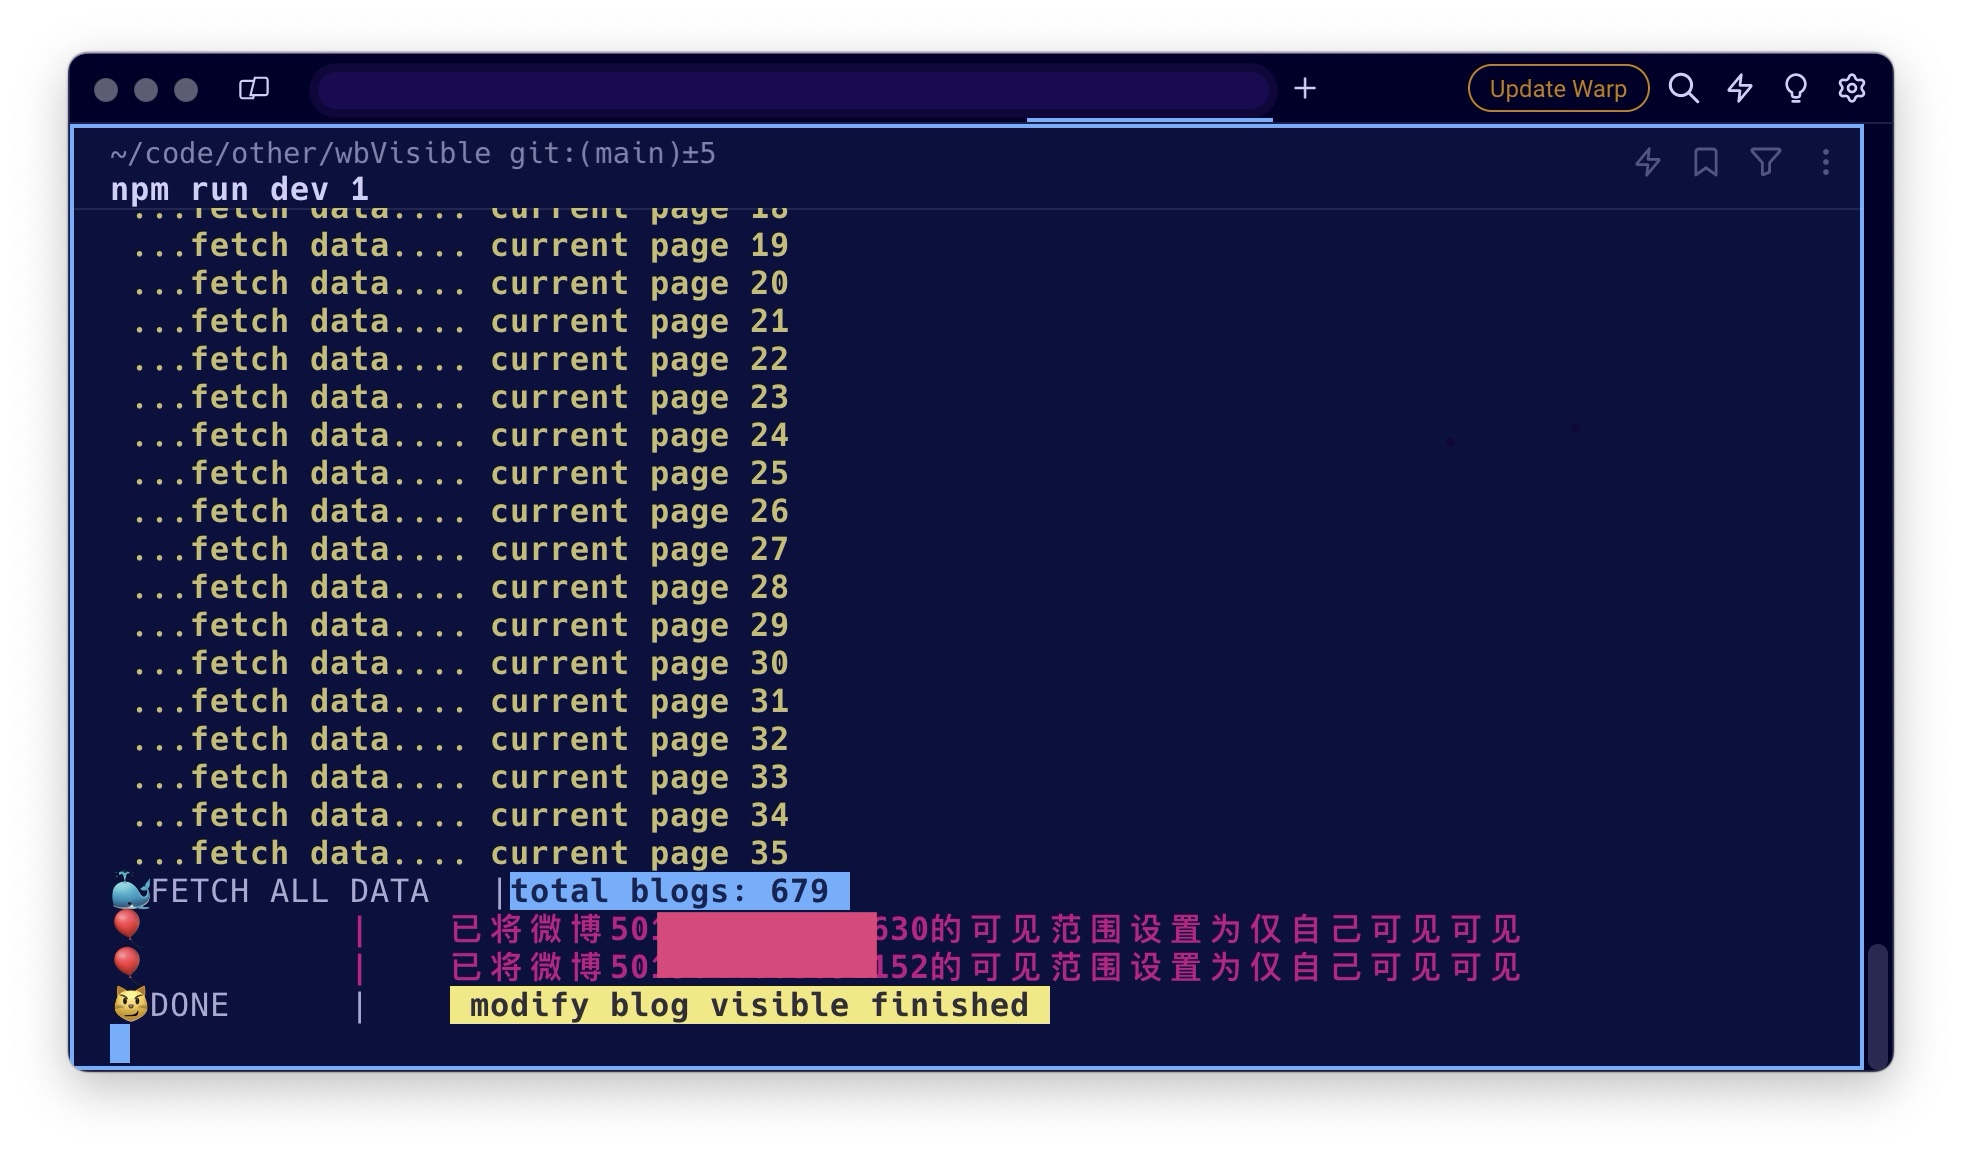 Update Warp
~/code/other/wbVisible git:(main)±5
npm run dev 1
...fetch data.... current page 18
...fetch data.... current page 19
...fetch data.... current page 20
...fetch data.... current page 21
...fetch data.... current page 22
...fetch data.... current page 23
...fetch data.... current page 24
...fetch data.... current page 25
...fetch data.... current page 26
...fetch data.... current page 27
...fetch data.... current page 28
...fetch data.... current page 29
...fetch data.... current page 30
...fetch data.... current page 31
...fetch data.... current page 32
...fetch data.... current page 33
...fetch data.... current page 34
...fetch data.... current page 35
🐳FETCH ALL DATA |total blogs: 679
🎈 | 已将微博501 630的可见范围设置为仅自己可见可见
🎈 | 已将微博501 152的可见范围设置为仅自己可见可见
😼DONE | modify blog visible finished